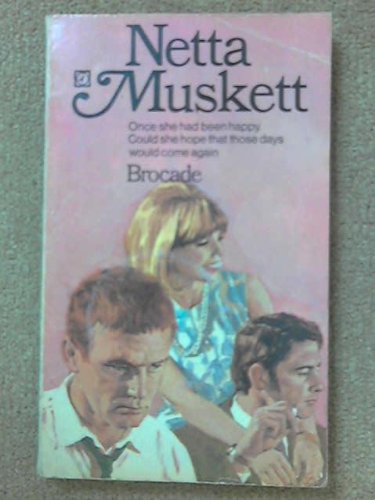 Netta
Muskett
Once she had been happy.
Could she hope that those days
would come again
Brocade